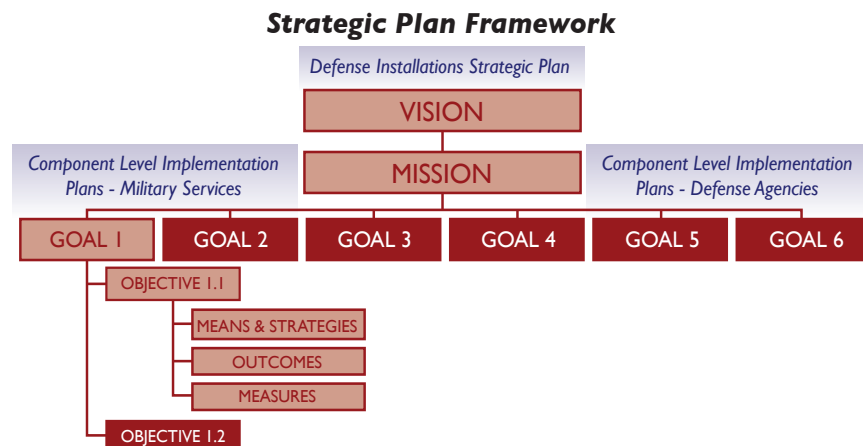 Strategic Plan Framework
Defense Installations Strategic Plan
VISION
Component Level Implementation
Plans - Military Services
MISSION
Component Level Implementation
Plans - Defense Agencies
GOAL 1
GOAL 2
GOAL 3
GOAL 4
GOAL 5
GOAL 6
OBJECTIVE 1.1
MEANS & STRATEGIES
OUTCOMES
MEASURES
OBJECTIVE 1.2